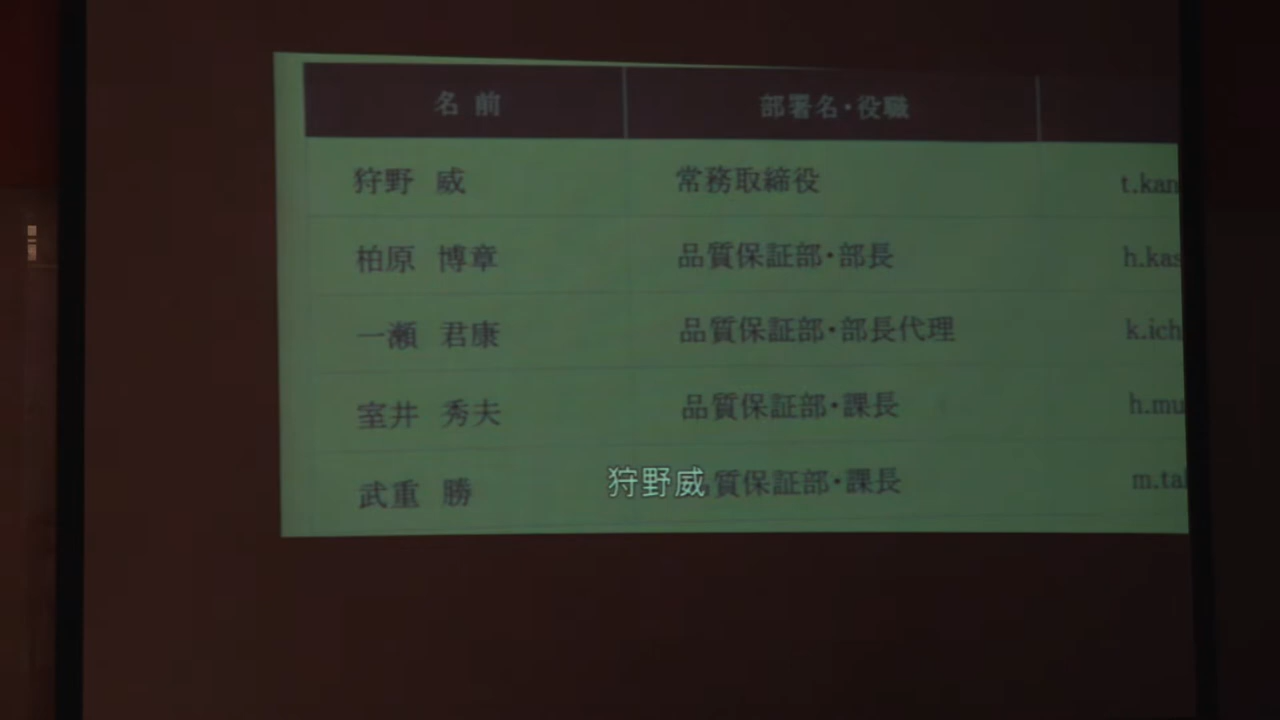 名 前 部署名・役職
狩野 威 常務取締役 t.kan
柏原 博章 品質保証部・部長 h.kas
一瀬 君康 品質保証部・部長代理 k.ich
室井 秀夫 品質保証部・課長 h.mu
武重 勝 品質保証部・課長 m.tal
狩野威